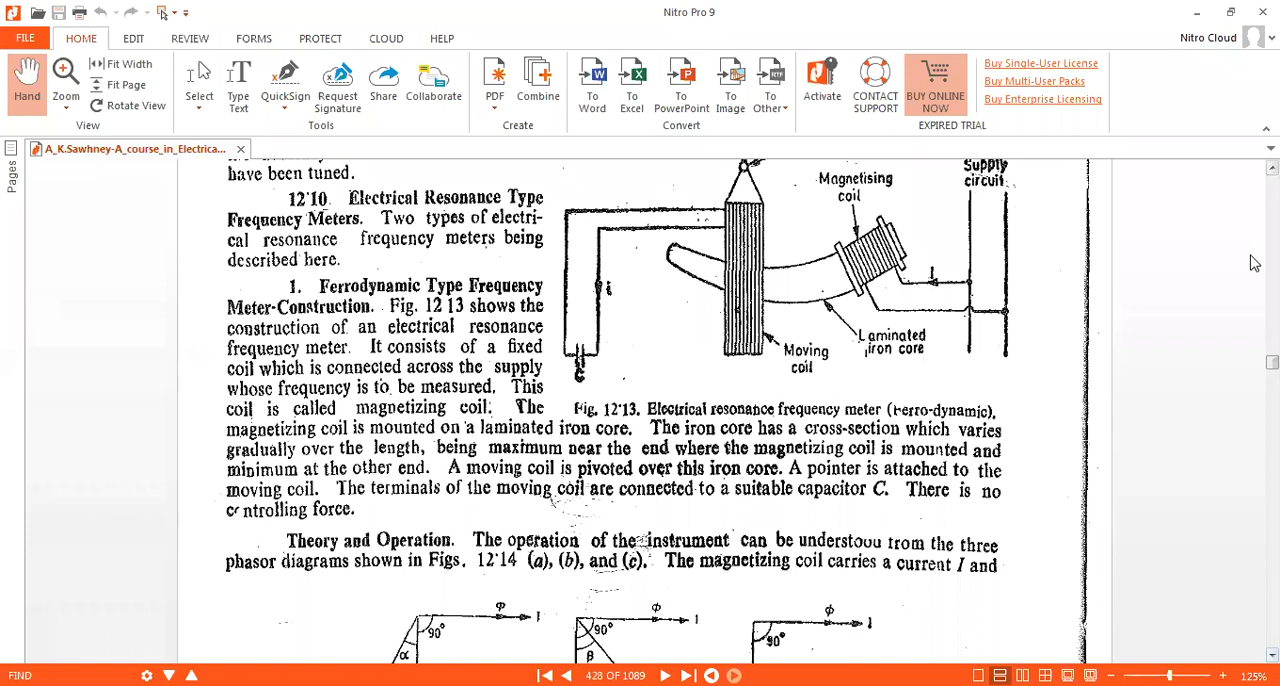 Nitro Pro 9
FILE
HOME
EDIT
REVIEW
FORMS
PROTECT
CLOUD
HELP
Nitro Cloud
Hand
Zoom
Fit Width
Fit Page
Rotate View
View
Select
Type Text
QuickSign
Request Signature
Share
Collaborate
Tools
PDF
Combine
Create
To Word
To Excel
To PowerPoint
To Image
To Other
Convert
Activate
CONTACT SUPPORT
BUY ONLINE NOW
Buy Single-User License
Buy Multi-User Packs
Buy Enterprise Licensing
EXPIRED TRIAL
Pages
A_K.Sawhney-A_course_in_Electrica...
have been tuned.
12·10. Electrical Resonance Type
Frequency Meters. Two types of electri-
cal resonance frequency meters being
described here.
1. Ferrodynamic Type Frequency
Meter-Construction. Fig. 12 13 shows the
construction of an electrical resonance
frequency meter. It consists of a fixed
coil which is connected across the supply
whose frequency is to be measured. This
coil is called magnetizing coil. The
magnetizing coil is mounted on a laminated iron core. The iron core has a cross-section which varies
gradually over the length, being maximum near the end where the magnetizing coil is mounted and
minimum at the other end. A moving coil is pivoted over this iron core. A pointer is attached to the
moving coil. The terminals of the moving coil are connected to a suitable capacitor C. There is no
controlling force.
Magnetising
coil
Supply
circuit
I
i
C
Laminated
iron core
Moving
coil
Fig. 12·13. Electrical resonance frequency meter (Ferro-dynamic).
Theory and Operation. The operation of the instrument can be understood from the three
phasor diagrams shown in Figs. 12·14 (a), (b), and (c). The magnetizing coil carries a current I and
Φ
I
90°
α
Φ
I
90°
β
Φ
I
90°
FIND
428 OF 1089
125%